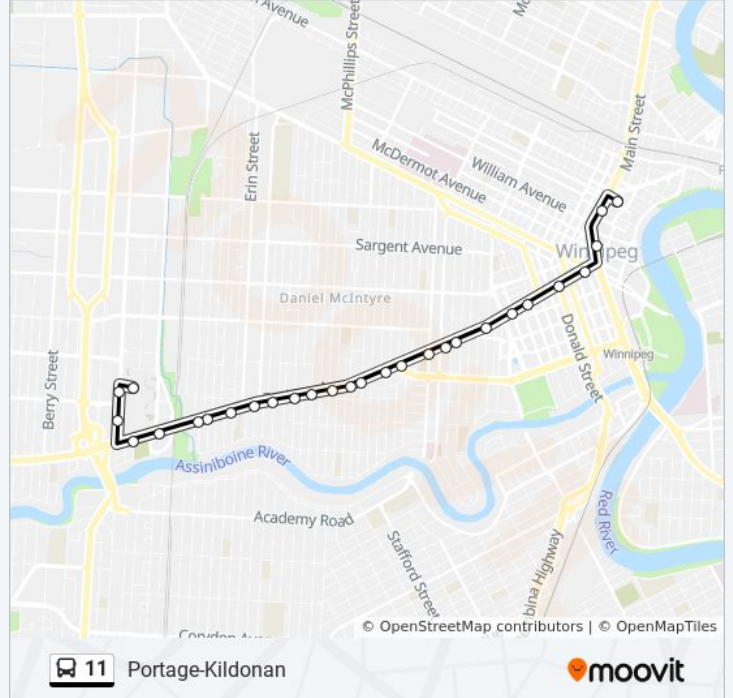 n Avenue
McPhillips Street
Mc
Main Street
McDermot Avenue
William Avenue
Erin Street
Sargent Avenue
Winnipeg
Daniel McIntyre
Donald Street
Winnipeg
Berry Street
Assiniboine River
Academy Road
Stafford Street
Red River
bina Highway
Corydon Ave
© OpenStreetMap contributors | © OpenMapTiles
11 Portage-Kildonan
moovit